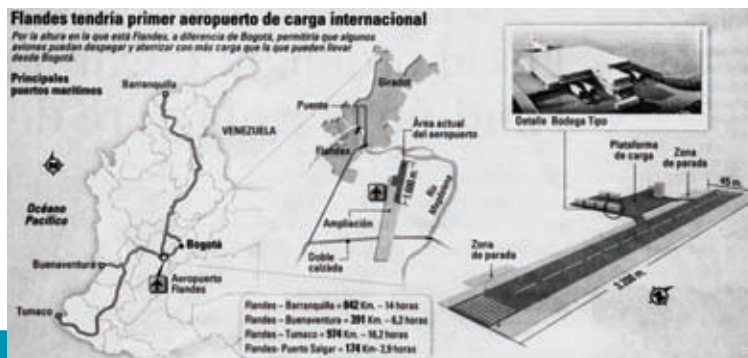 Flandes tendría primer aeropuerto de carga internacional
Por la altura en la que está Flandes, a diferencia de Bogotá, permitiría que algunos
aviones puedan despegar y aterrizar con más carga que la que pueden llevar
desde Bogotá.
Principales
puertos marítimos
Barranquilla
VENEZUELA
Océano
Pacífico
Bogotá
Buenaventura
Aeropuerto
Flandes
Tumaco
Puente
Giradot
Flandes
Área actual
del aeropuerto
Río Magdalena
Ampliación
Doble
calzada
Detalle Bodega Tipo
Plataforma
de carga
Zona
de parada
45 m.
Zona
de parada
Flandes – Barranquilla = 842 Km. – 14 horas
Flandes – Buenaventura = 391 Km. – 6,2 horas
Flandes – Tumaco = 974 Km. – 16,2 horas
Flandes- Puerto Salgar = 174 Km- 2,9 horas